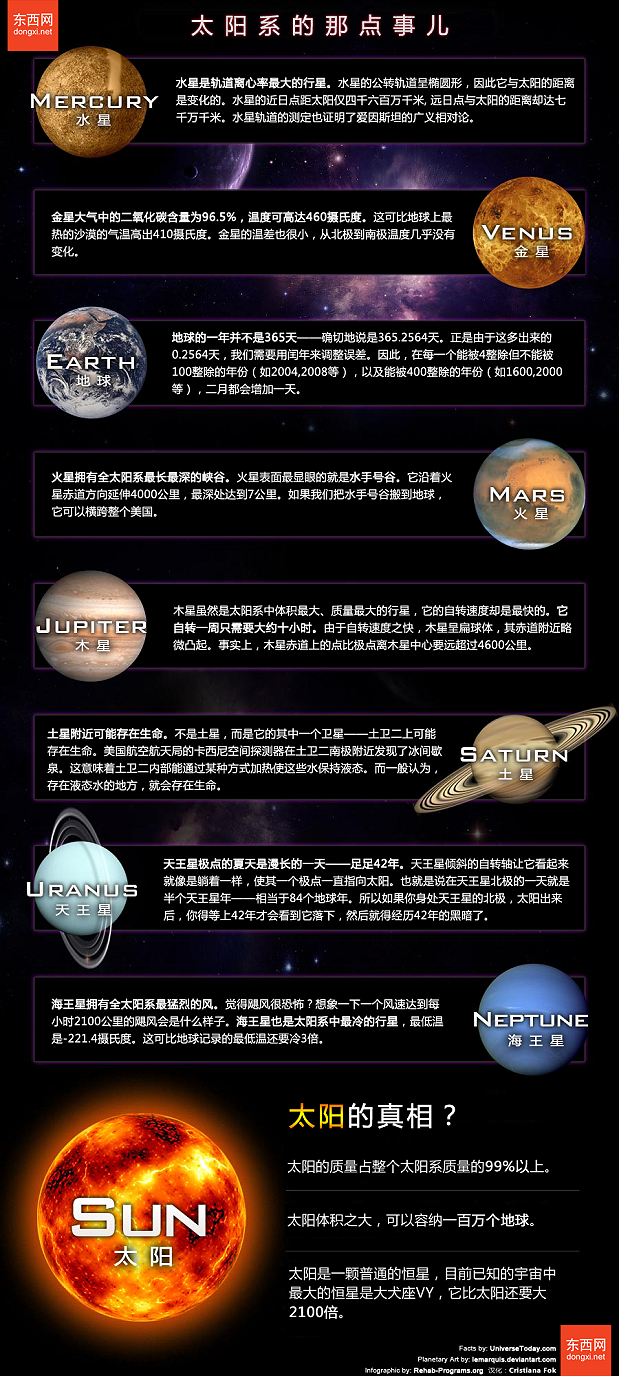 东西网
dongxi.net
太阳系的那点事儿
MERCURY
水星
水星是轨道离心率最大的行星。水星的公转轨道呈椭圆形，因此它与太阳的距离
是变化的。水星的近日点距太阳仅四千六百万千米, 远日点与太阳的距离却达七
千万千米。水星轨道的测定也证明了爱因斯坦的广义相对论。
金星大气中的二氧化碳含量为96.5%，温度可高达460摄氏度。这可比地球上最
热的沙漠的气温高出410摄氏度。金星的温差也很小，从北极到南极温度几乎没有
变化。
VENUS
金星
EARTH
地球
地球的一年并不是365天——确切地说是365.2564天。正是由于这多出来的
0.2564天，我们需要用闰年来调整误差。因此，在每一个能被4整除但不能被
100整除的年份（如2004,2008等），以及能被400整除的年份（如1600,2000
等），二月都会增加一天。
火星拥有全太阳系最长最深的峡谷。火星表面最显眼的就是水手号谷。它沿着火
星赤道方向延伸4000公里，最深处达到7公里。如果我们把水手号谷搬到地球，
它可以横跨整个美国。
MARS
火星
JUPITER
木星
木星虽然是太阳系中体积最大、质量最大的行星，它的自转速度却是最快的。它
自转一周只需要大约十小时。由于自转速度之快，木星呈扁球体，其赤道附近略
微凸起。事实上，木星赤道上的点比极点离木星中心要远超过4600公里。
土星附近可能存在生命。不是土星，而是它的其中一个卫星——土卫二上可能
存在生命。美国航空航天局的卡西尼空间探测器在土卫二南极附近发现了冰间歇
泉。这意味着土卫二内部能通过某种方式加热使这些水保持液态。而一般认为，
存在液态水的地方，就会存在生命。
SATURN
土星
URANUS
天王星
天王星极点的夏天是漫长的一天——足足42年。天王星倾斜的自转轴让它看起来
就像是躺着一样，使其一个极点一直指向太阳。也就是说在天王星北极的一天就是
半个天王星年——相当于84个地球年。所以如果你身处天王星的北极，太阳出来
后，你得等上42年才会看到它落下，然后就得经历42年的黑暗了。
海王星拥有全太阳系最猛烈的风。觉得飓风很恐怖？想象一下一个风速达到每
小时2100公里的飓风会是什么样子。海王星也是太阳系中最冷的行星，最低温
是-221.4摄氏度。这可比地球记录的最低温还要冷3倍。
NEPTUNE
海王星
SUN
太阳
太阳的真相？
太阳的质量占整个太阳系质量的99%以上。
太阳体积之大，可以容纳一百万个地球。
太阳是一颗普通的恒星，目前已知的宇宙中
最大的恒星是大犬座VY，它比太阳还要大
2100倍。
Facts by: UniverseToday.com
Planetary Art by: lemarquis.deviantart.com
Infographic by: Rehab-Programs.org 汉化：Cristiana Fok
东西网
dongxi.net